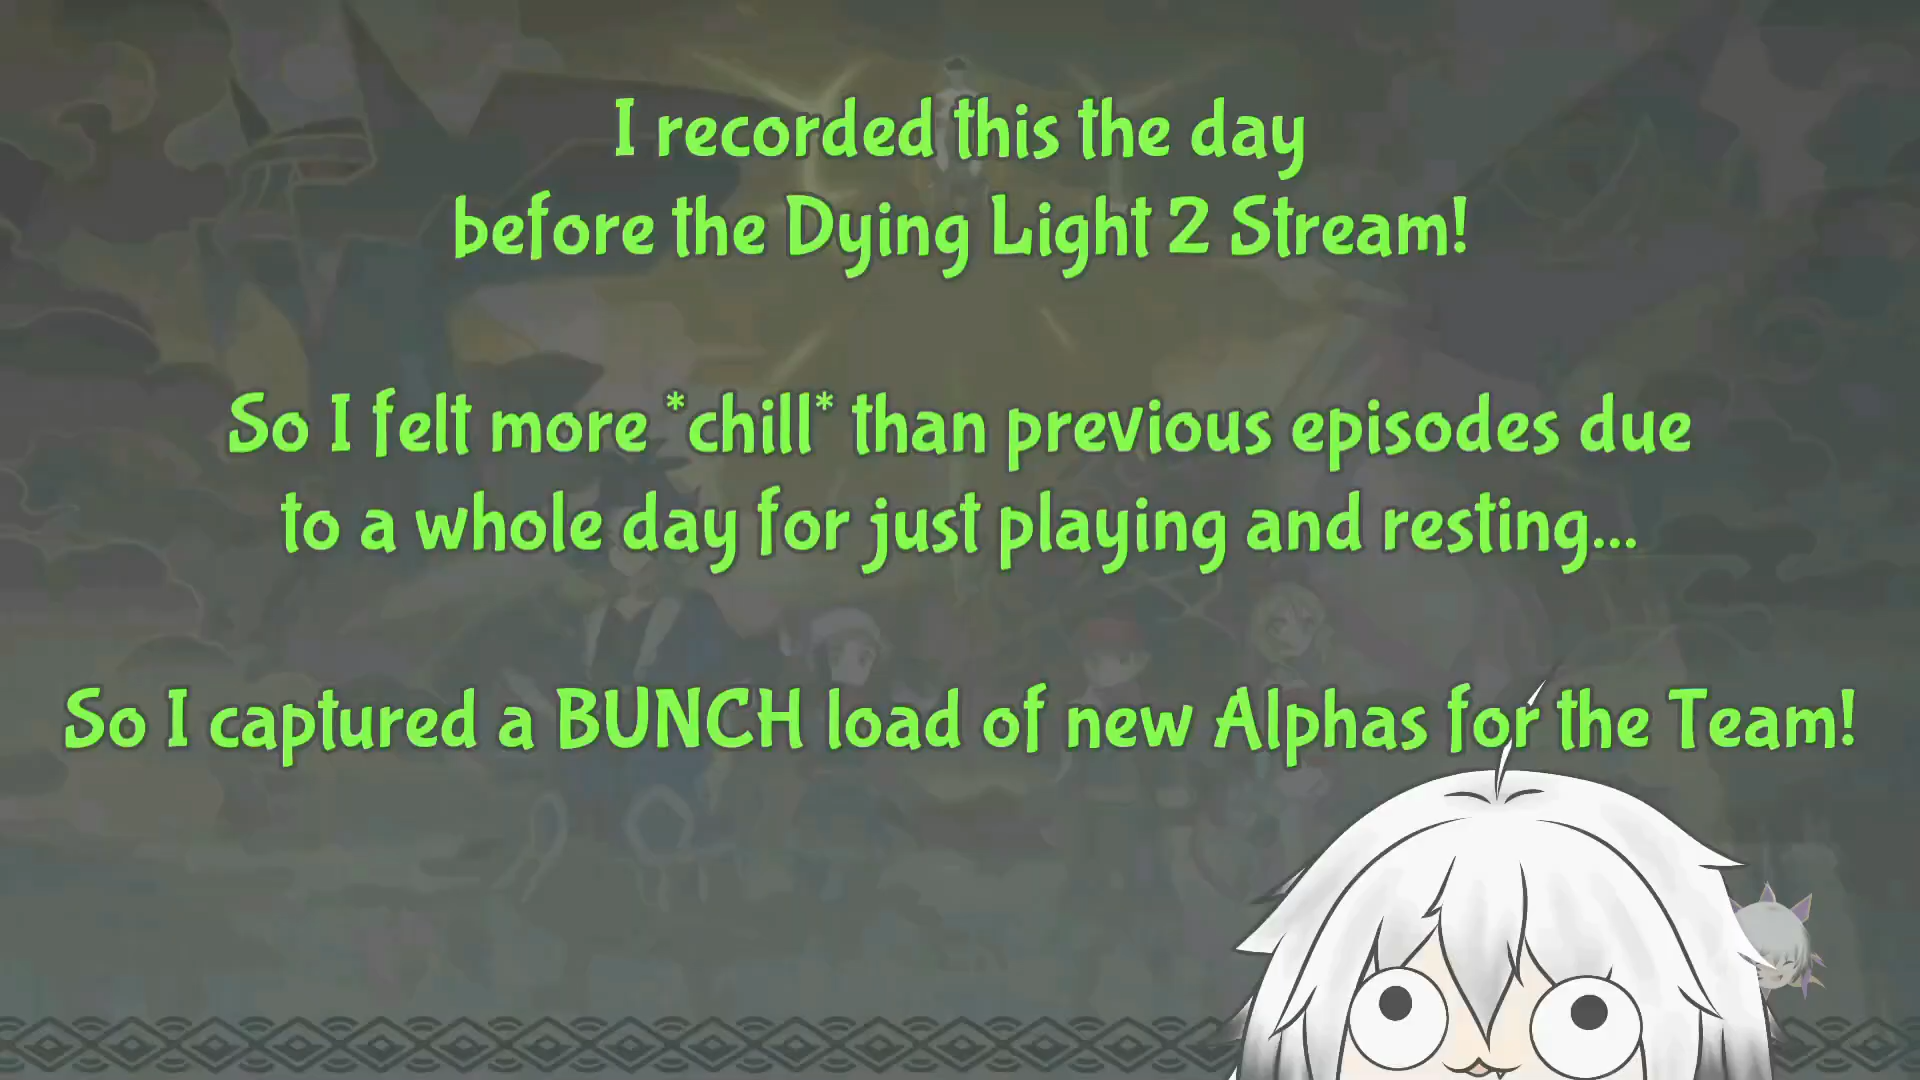 I recorded this the day
before the Dying Light 2 Stream!
So I felt more *chill* than previous episodes due
to a whole day for just playing and resting...
So I captured a BUNCH load of new Alphas for the Team!